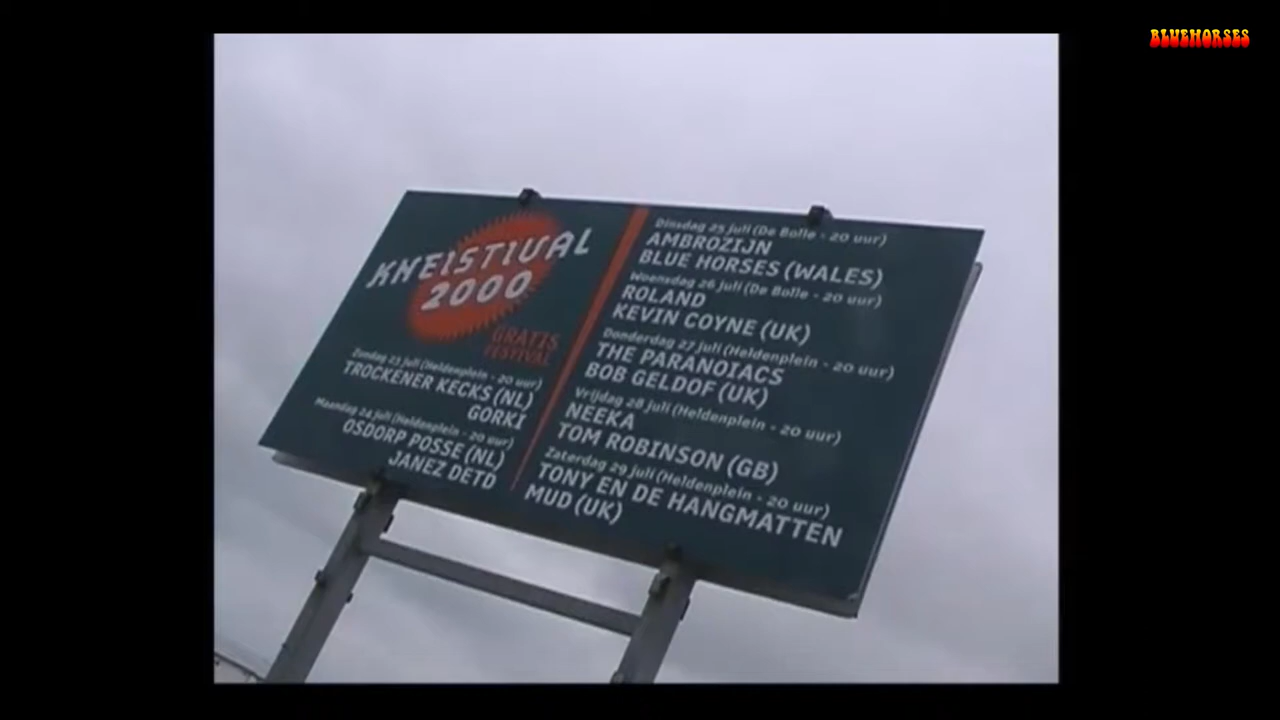 BLUEHORSES
KNEISTIVAL
2000
GRATIS
FESTIVAL
Zondag 23 juli (Heldenplein - 20 uur)
TROCKENER KECKS (NL)
GORKI
Maandag 24 juli (Heldenplein - 20 uur)
OSDORP POSSE (NL)
JANEZ DETD
Dinsdag 25 juli (De Bolle - 20 uur)
AMBROZIJN
BLUE HORSES (WALES)
Woensdag 26 juli (De Bolle - 20 uur)
ROLAND
KEVIN COYNE (UK)
Donderdag 27 juli (Heldenplein - 20 uur)
THE PARANOIACS
BOB GELDOF (UK)
Vrijdag 28 juli (Heldenplein - 20 uur)
NEEKA
TOM ROBINSON (GB)
Zaterdag 29 juli (Heldenplein - 20 uur)
TONY EN DE HANGMATTEN
MUD (UK)